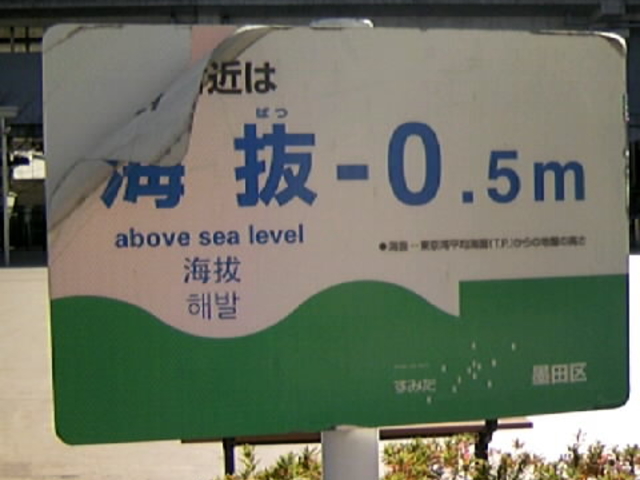 近は
ばつ
海抜-0.5m
above sea level
●海抜…東京湾平均海面(T.P.)からの地盤の高さ
海拔
해발
すみだ
墨田区